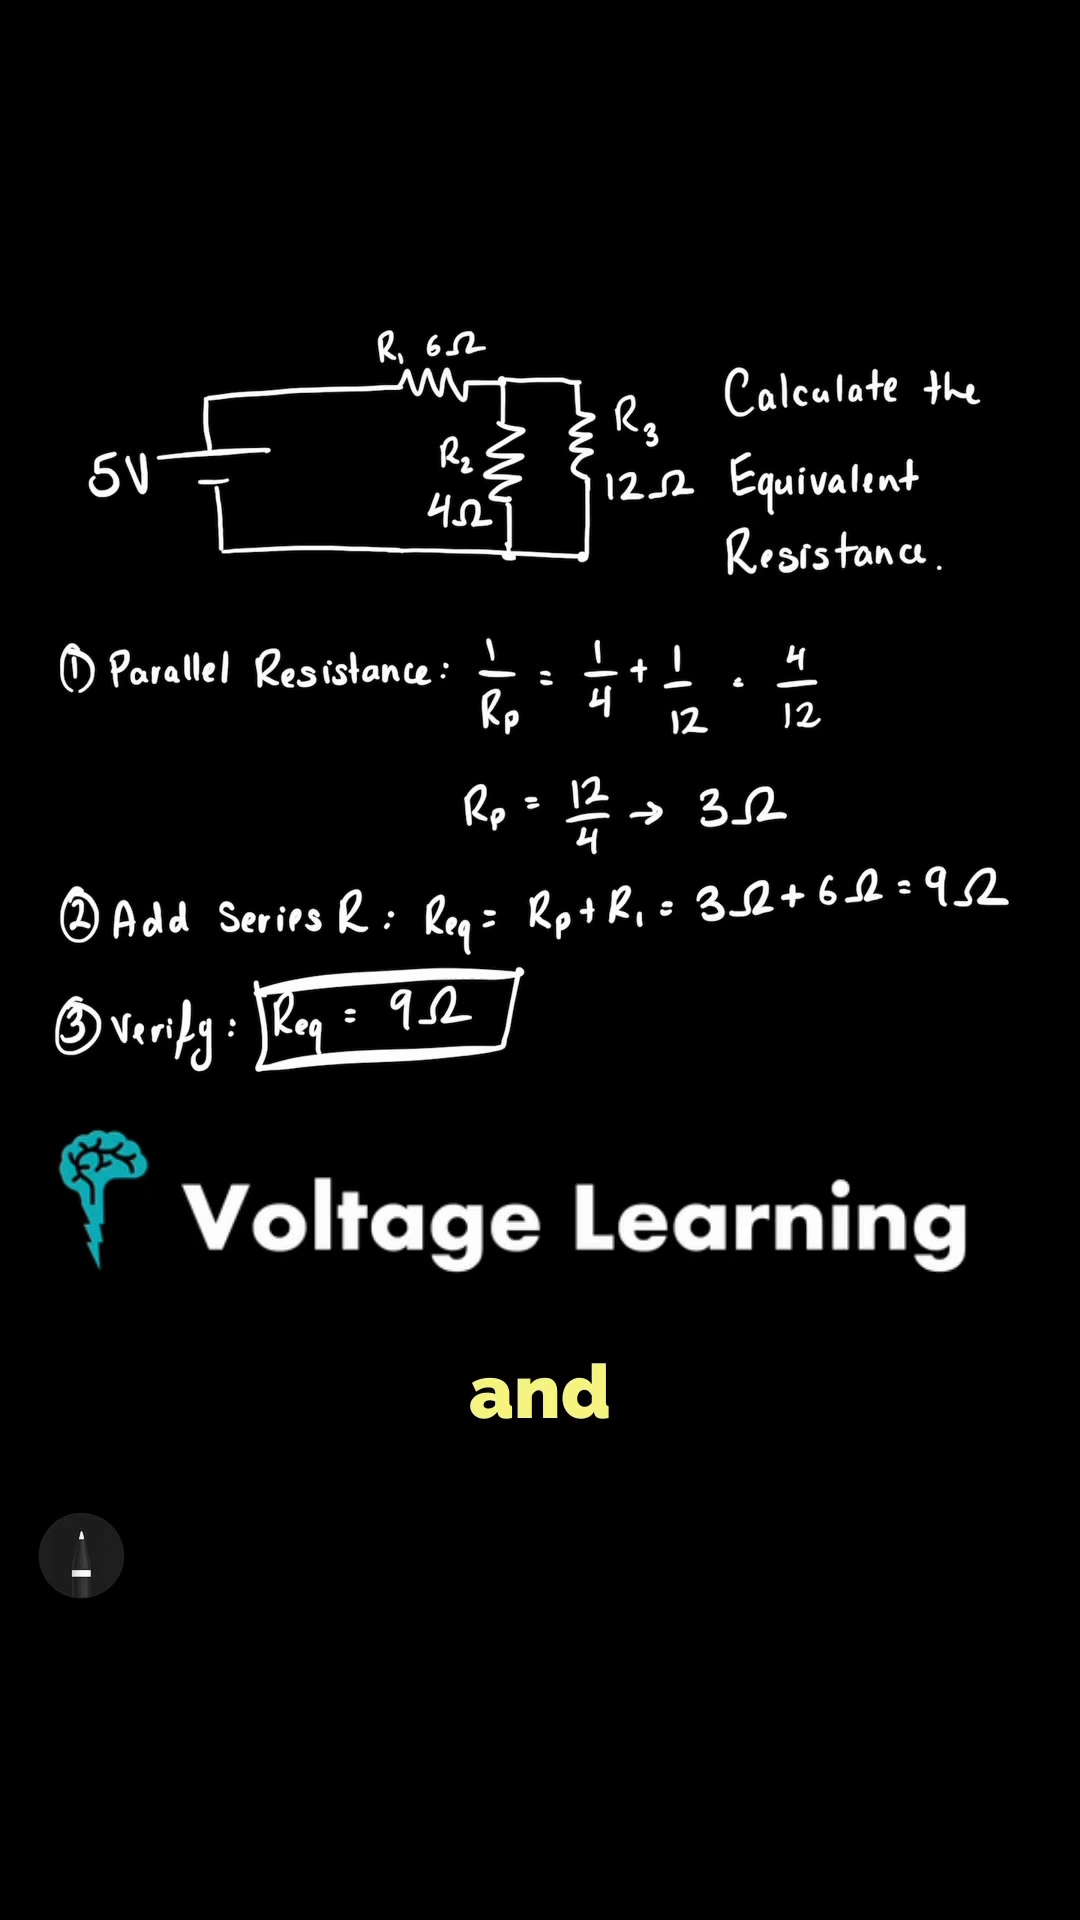 R₁ 6Ω
5V
R₂
4Ω
R₃
12Ω
Calculate the
Equivalent
Resistance.
① Parallel Resistance: 1/Rp = 1/4 + 1/12 · 4/12
Rp = 12/4 → 3Ω
② Add Series R: Req = Rp + R₁ = 3Ω + 6Ω = 9Ω
③ Verify: Req = 9Ω
Voltage Learning
and